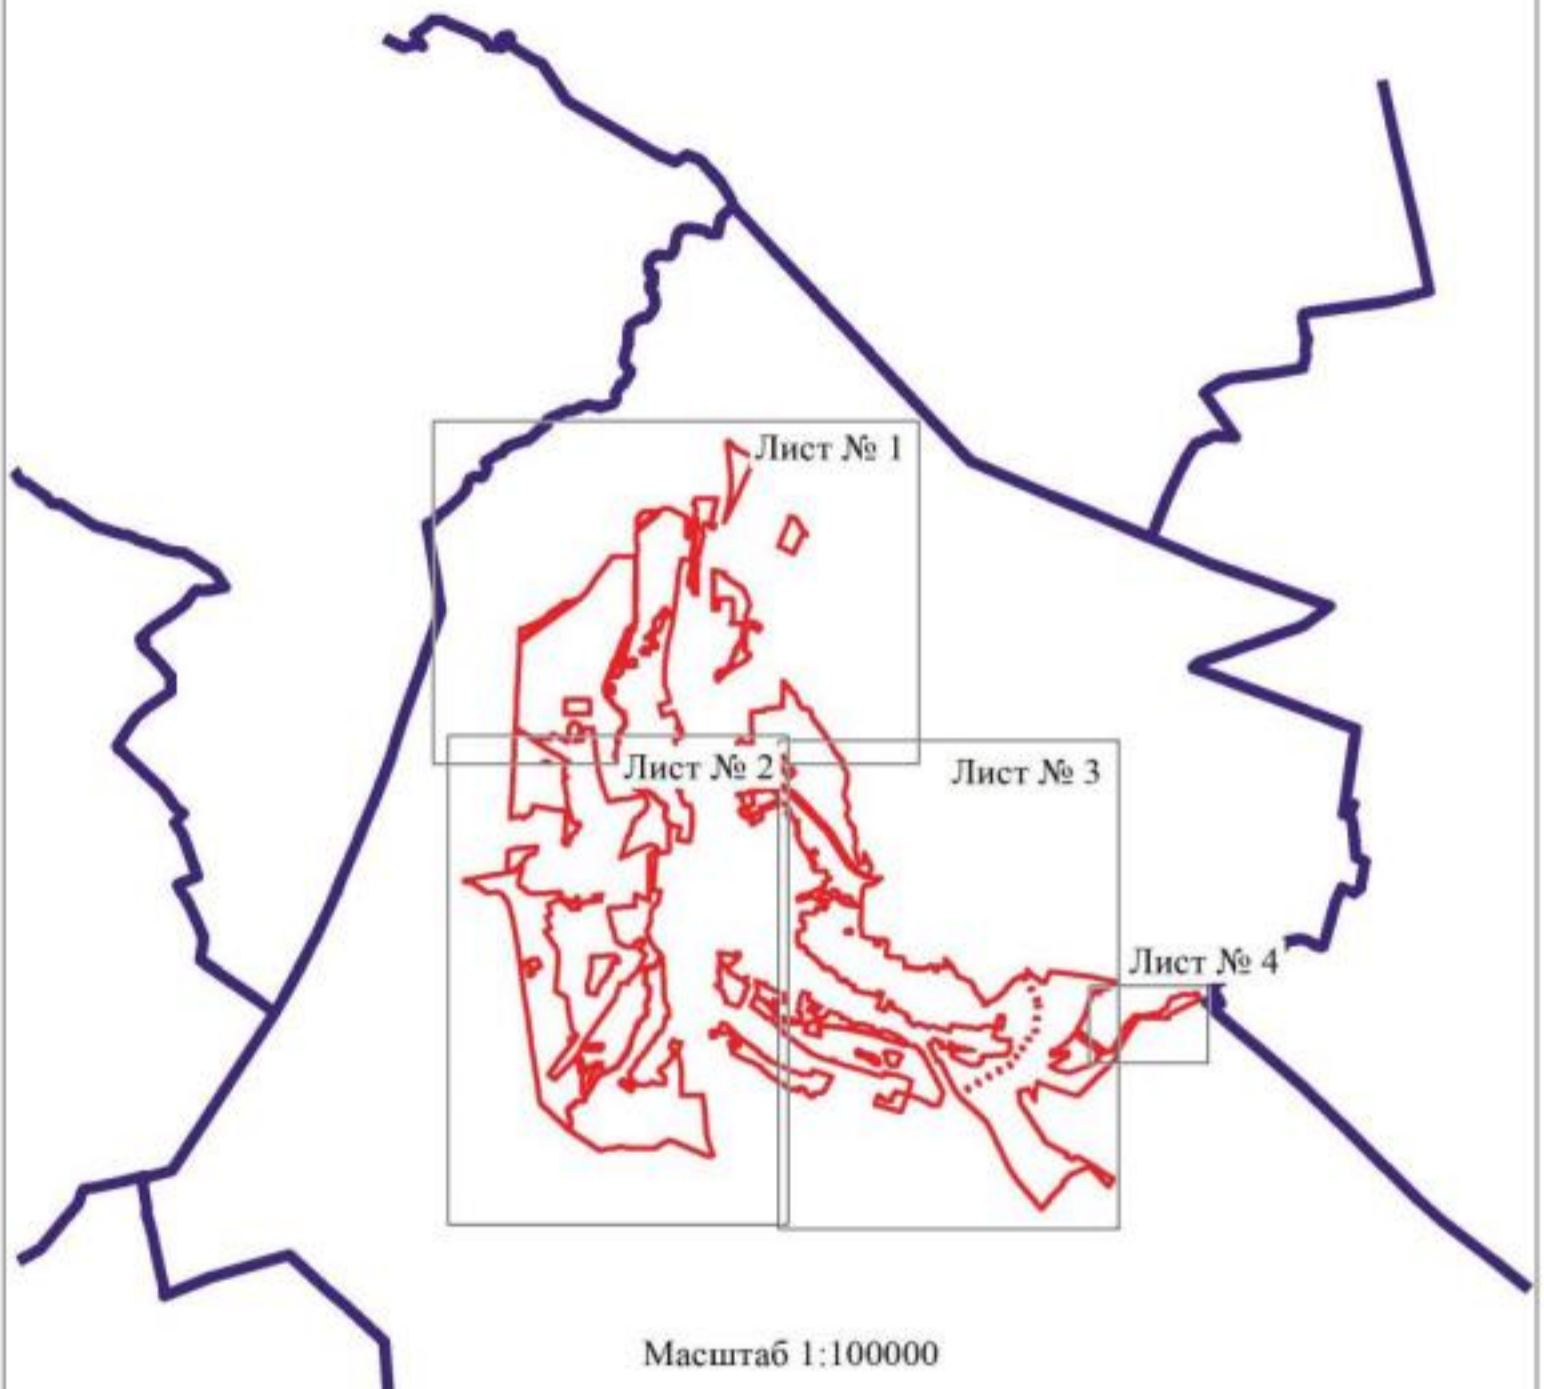 Лист № 1
Лист № 2
Лист № 3
Лист № 4
Масштаб 1:100000